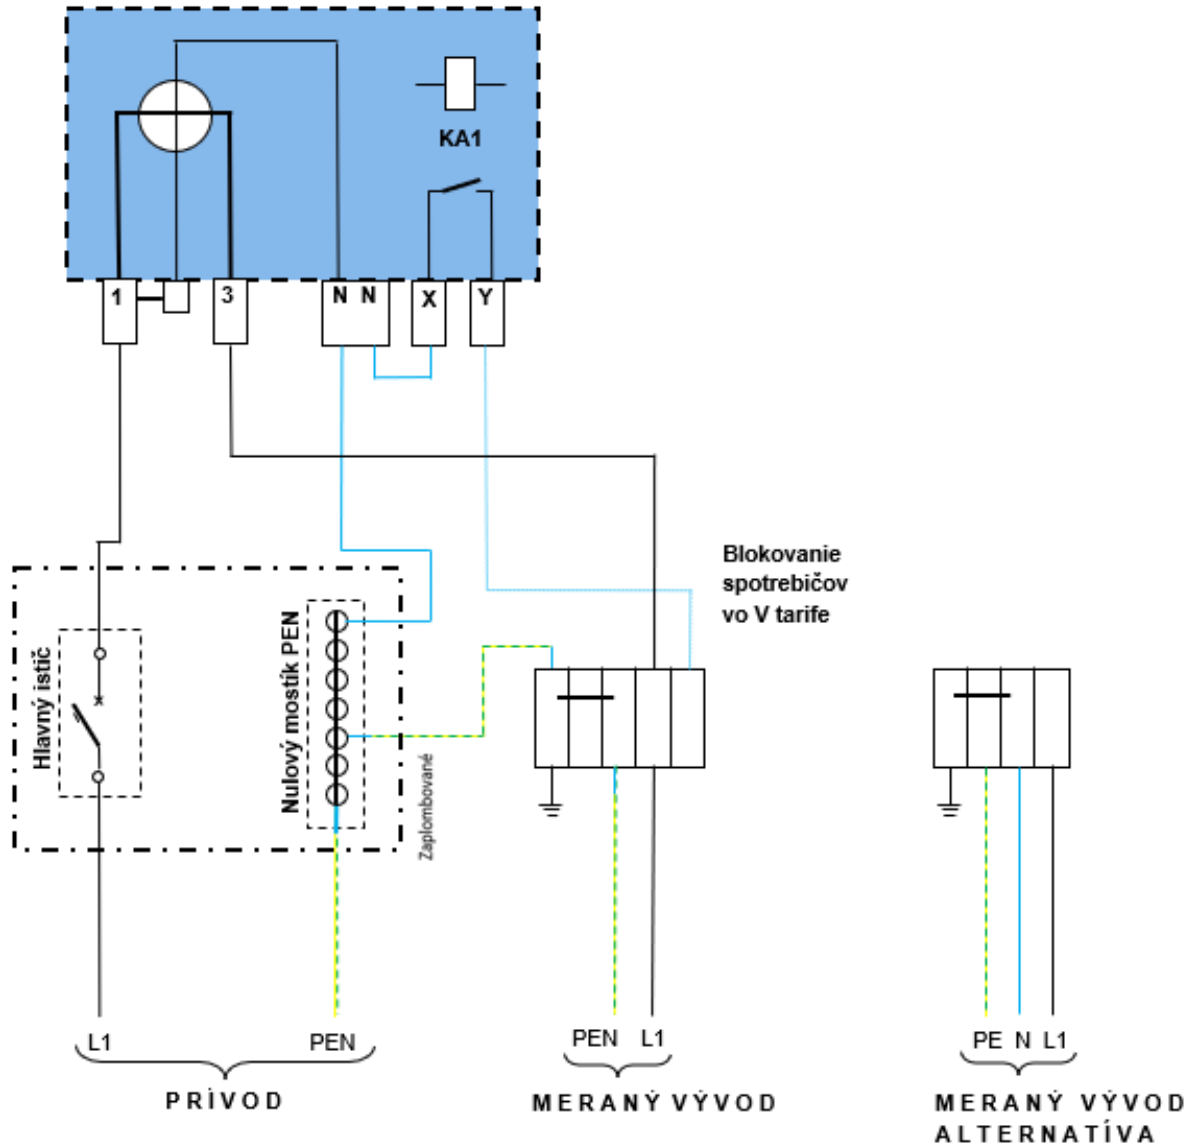 KA1
1
3
N N
X
Y
Blokovanie
spotrebičov
vo V tarife
Hlavný istič
Nulový mostík PEN
Zaplombované
L1
PEN
PEN
L1
PE N L1
PRÍVOD
MERANÝ VÝVOD
MERANÝ VÝVOD
ALTERNATÍVA